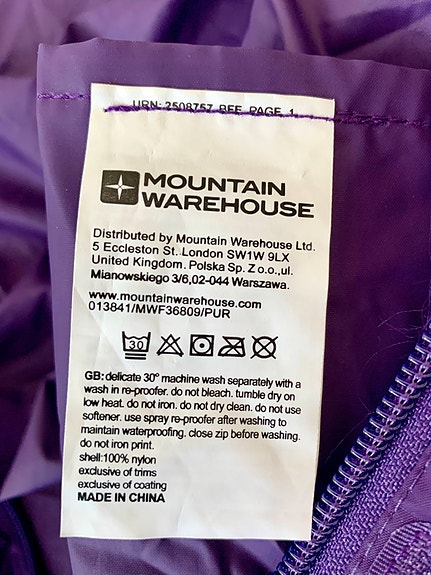 URN: 2508757 BFF PAGE 1
MOUNTAIN
WAREHOUSE
Distributed by Mountain Warehouse Ltd.
5 Eccleston St. London SW1W 9LX
United Kingdom. Polska Sp. Z o.o.,ul.
Mianowskiego 3/6,02-044 Warszawa.
www.mountainwarehouse.com
013841/MWF36809/PUR
30
GB: delicate 30° machine wash separately with a
wash in re-proofer. do not bleach. tumble dry on
low heat. do not iron. do not dry clean. do not use
softener. use spray re-proofer after washing to
maintain waterproofing. close zip before washing.
do not iron print.
shell:100% nylon
exclusive of trims
exclusive of coating
MADE IN CHINA